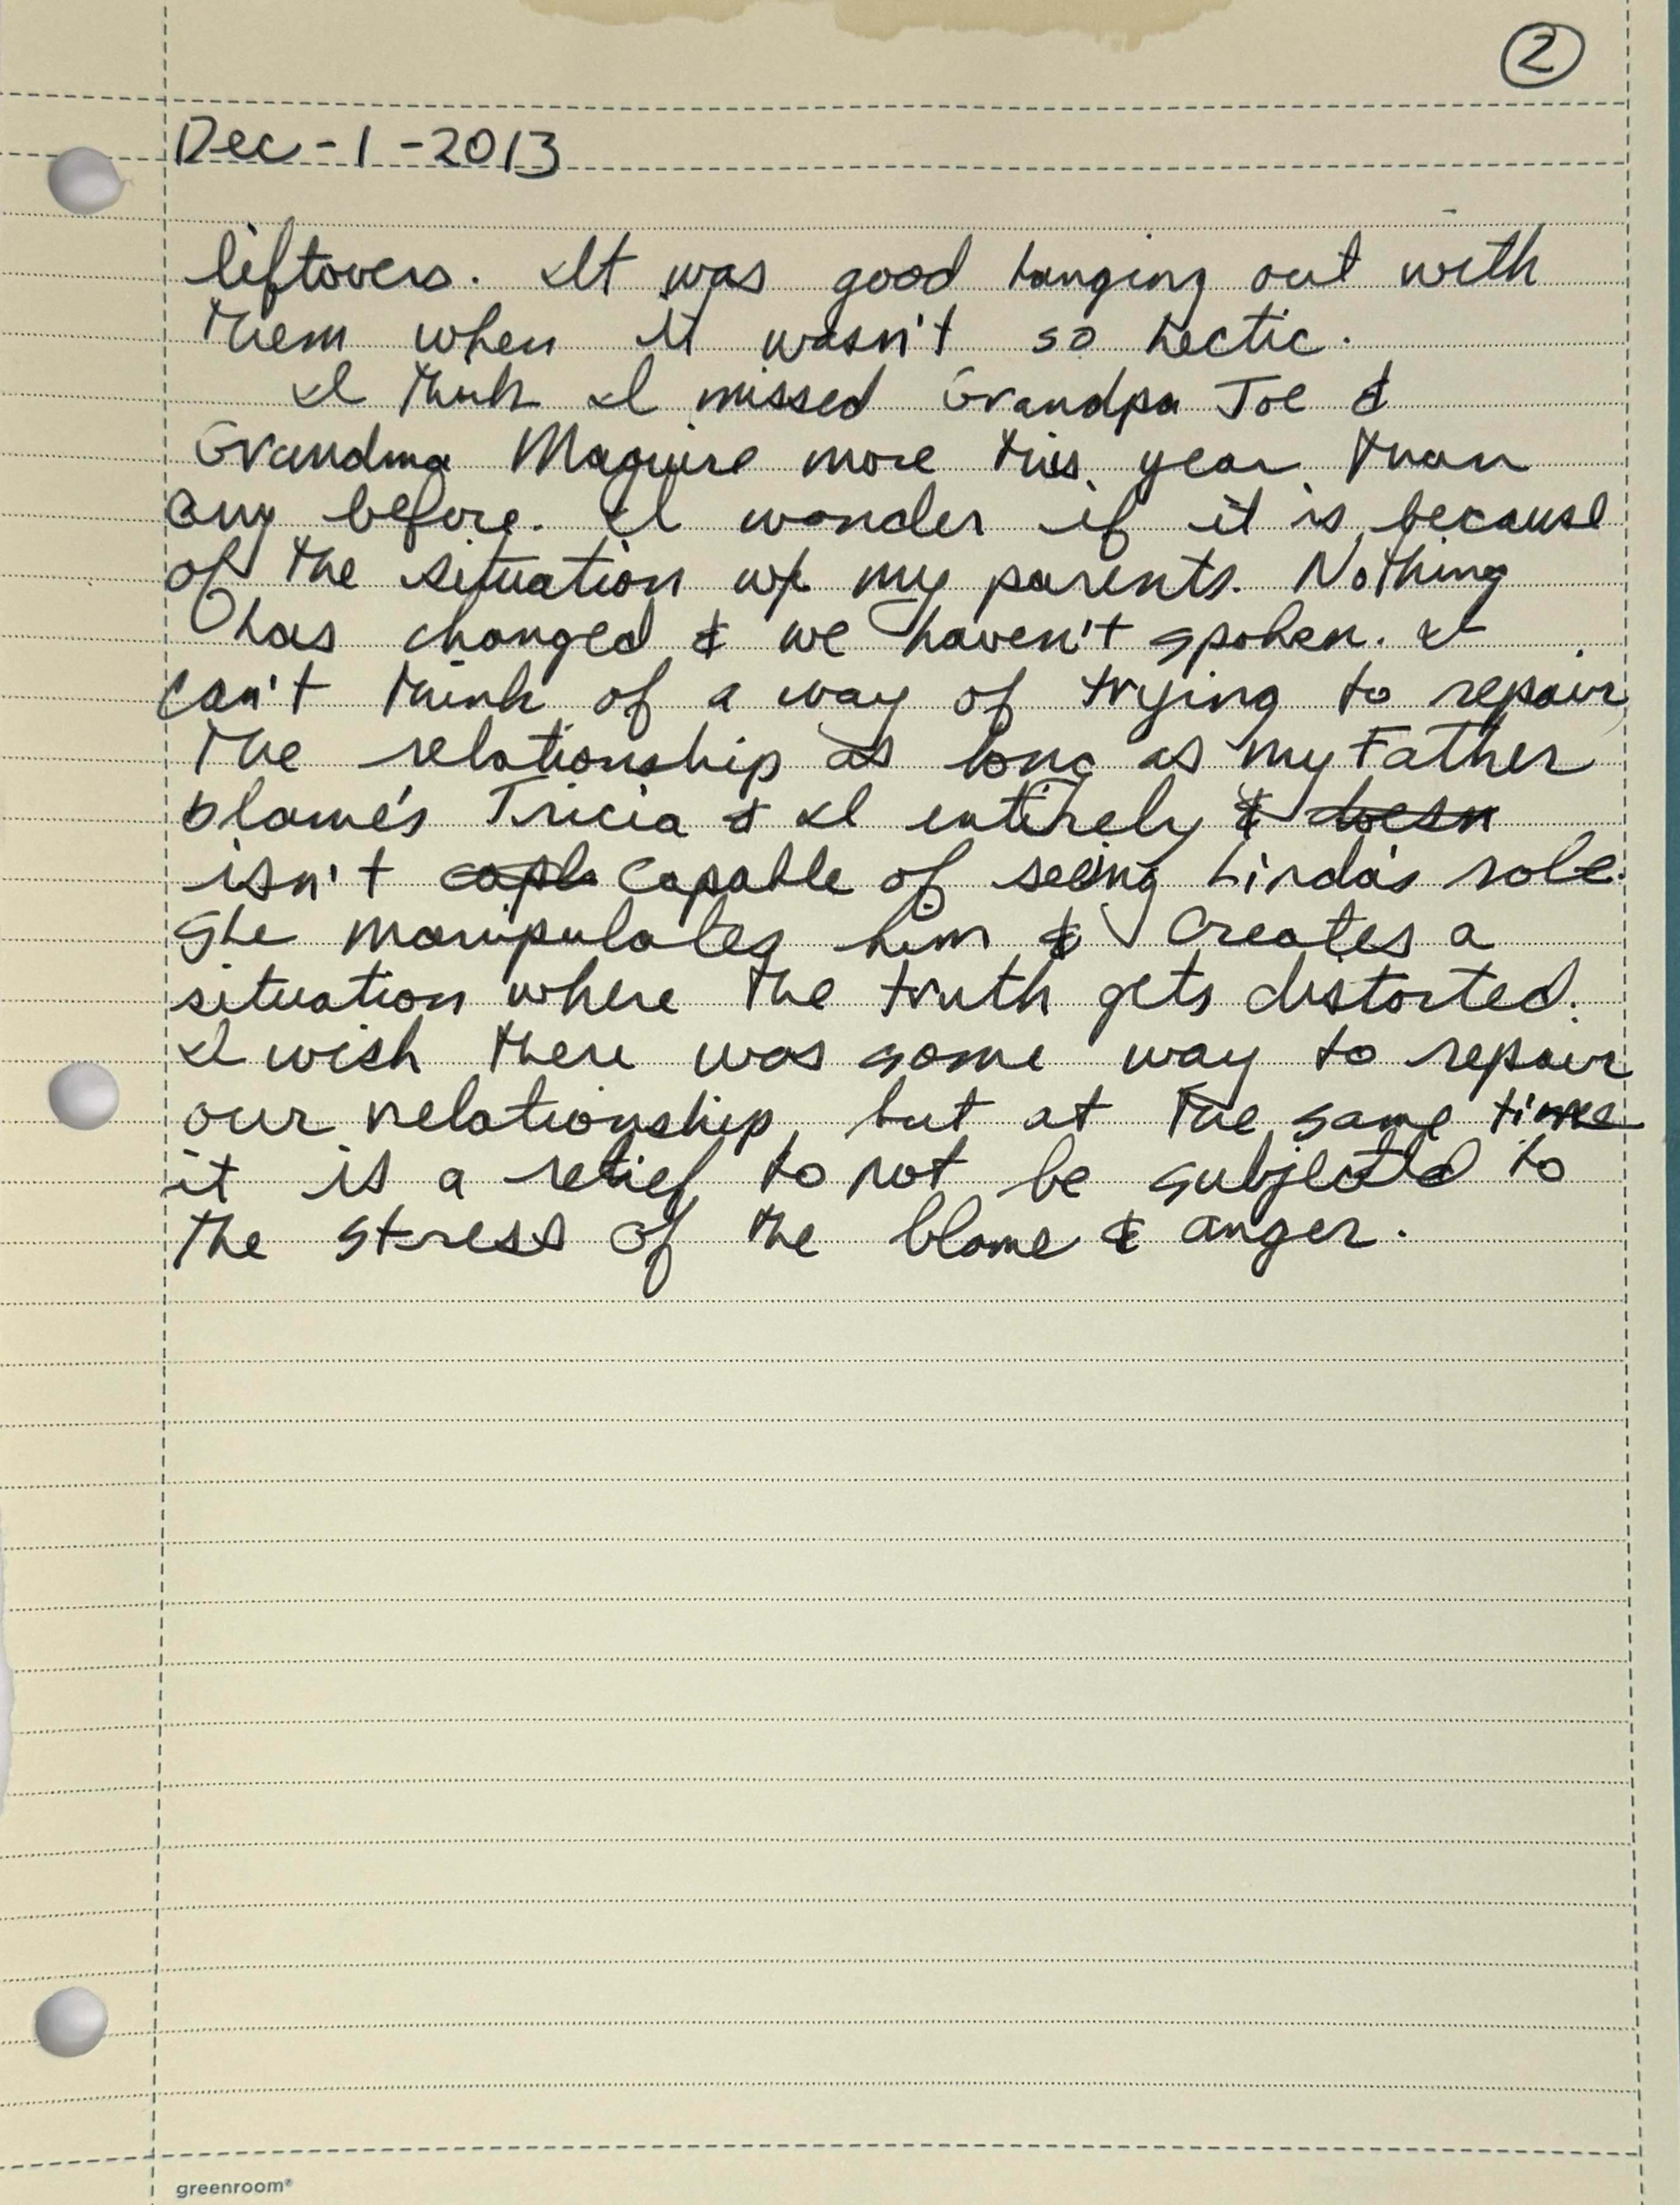 2
Dec-1-2013
leftovers. It was good hanging out with
them when it wasn't so hectic.
I think I missed Grandpa Joe &
Grandma Maguire more this year than
any before. I wonder if it is because
of the situation w/ my parents. Nothing
has changed & we haven't spoken. I
can't think of a way of trying to repair
the relationship as long as my Father
blame's Tricia & I entirely & doesn
isn't capable of seeing Linda's role.
She manipulates him & creates a
situation where the truth gets distorted.
I wish there was some way to repair
our relationship, but at the same time
it is a relief to not be subjected to
the stress of the blame & anger.
greenroom®